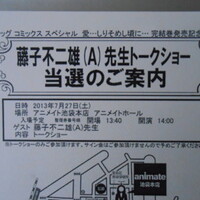 ッグ コミックス スペシャル 愛…しりそめし頃に… 完結巻発売記念
藤子不二雄(A)先生トークショー
当選のご案内
日時 2013年7月27日(土)
場所 アニメイト池袋本店 アニメイトホール
入場予定 開場 13:40 開演 14:00
ゲスト 藤子不二雄(A)先生
内容 トークショー
animate
池袋本店